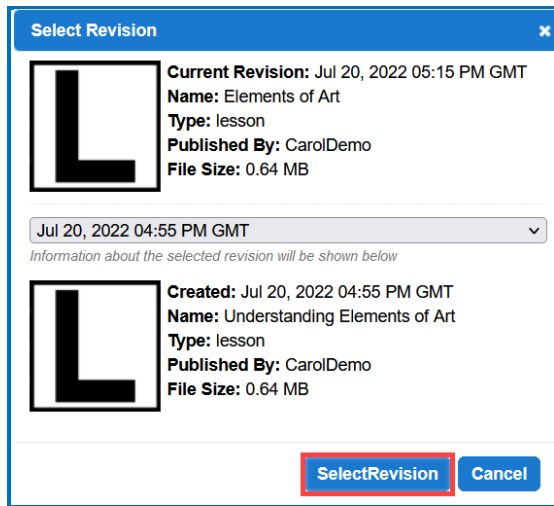 Select Revision ×
L
Current Revision: Jul 20, 2022 05:15 PM GMT
Name: Elements of Art
Type: lesson
Published By: CarolDemo
File Size: 0.64 MB
Jul 20, 2022 04:55 PM GMT
Information about the selected revision will be shown below
L
Created: Jul 20, 2022 04:55 PM GMT
Name: Understanding Elements of Art
Type: lesson
Published By: CarolDemo
File Size: 0.64 MB
SelectRevision Cancel